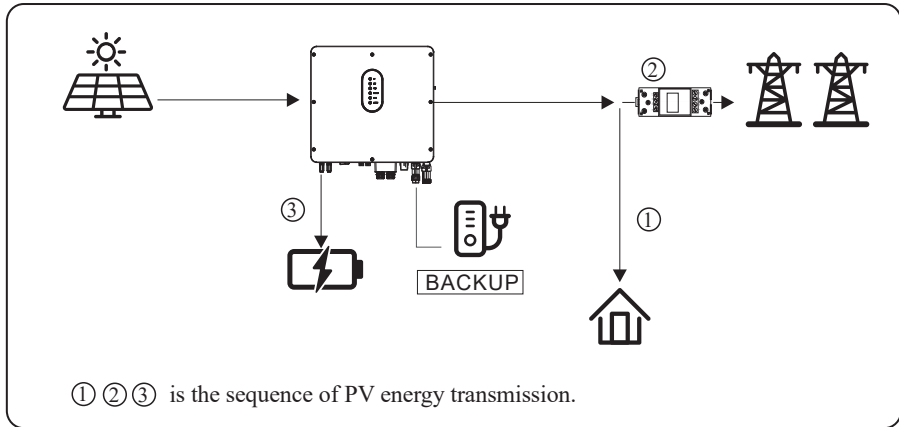 ②
③
①
BACKUP
① ② ③ is the sequence of PV energy transmission.